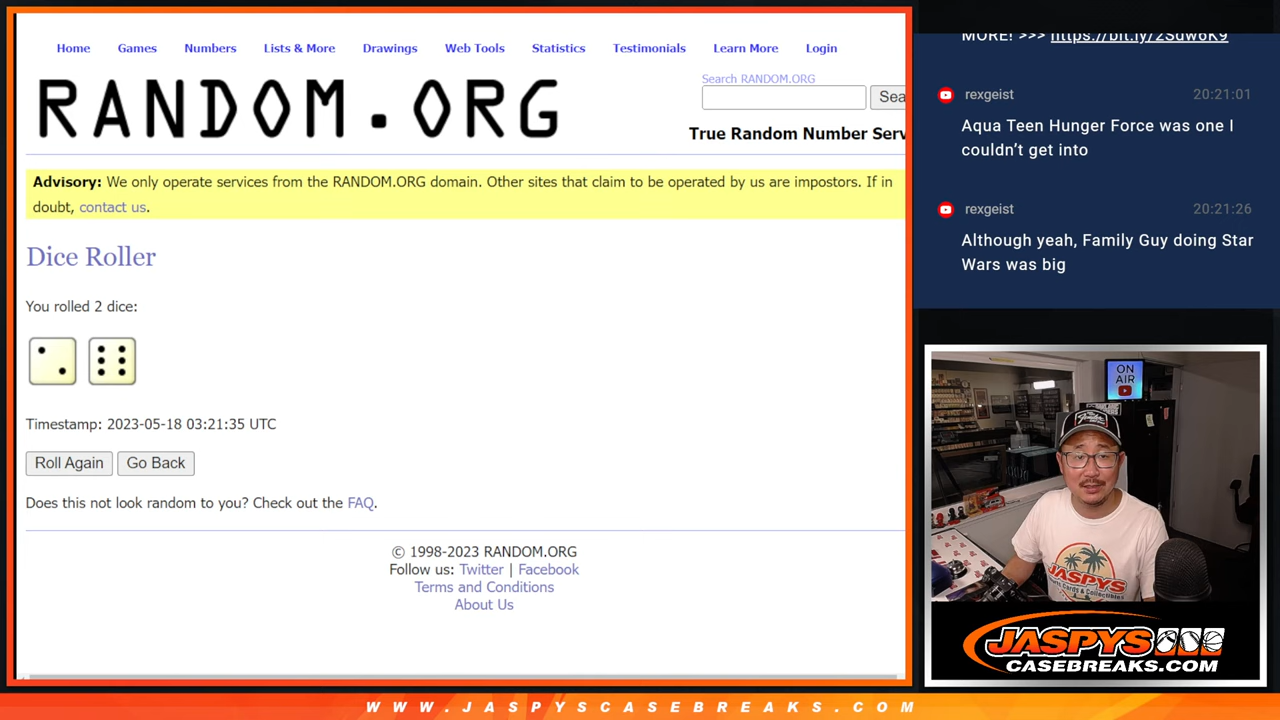 Home Games Numbers Lists & More Drawings Web Tools Statistics Testimonials Learn More Login
RANDOM.ORG
Search RANDOM.ORG
Sea
True Random Number Serv
Advisory: We only operate services from the RANDOM.ORG domain. Other sites that claim to be operated by us are impostors. If in
doubt, contact us.
Dice Roller
You rolled 2 dice:
Timestamp: 2023-05-18 03:21:35 UTC
Roll Again Go Back
Does this not look random to you? Check out the FAQ.
© 1998-2023 RANDOM.ORG
Follow us: Twitter | Facebook
Terms and Conditions
About Us
MORE! >>> https://bit.ly/2Sdw6K9
rexgeist 20:21:01
Aqua Teen Hunger Force was one I
couldn't get into
rexgeist 20:21:26
Although yeah, Family Guy doing Star
Wars was big
ON
AIR
JASPYS
JASPYS
CASEBREAKS.COM
WWW.JASPYSCASEBREAKS.COM